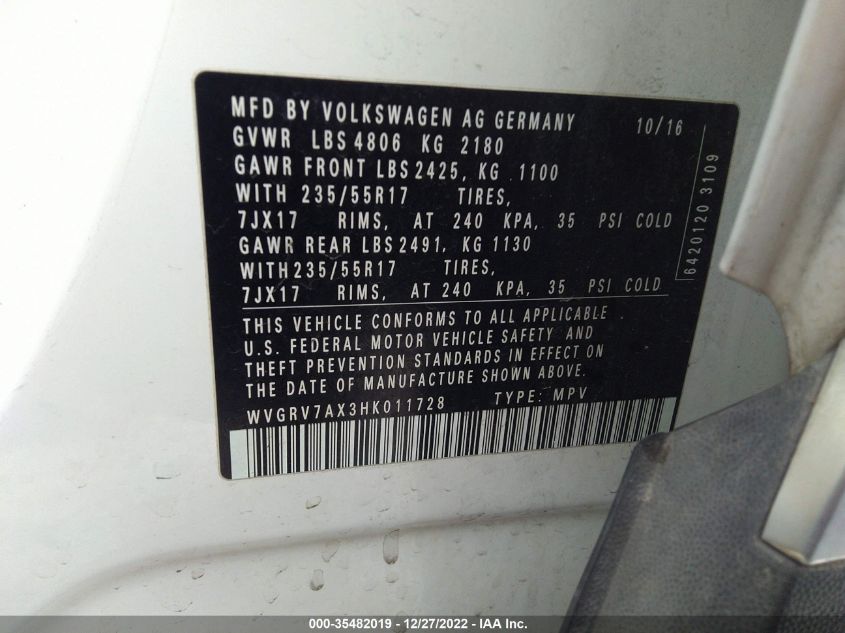 MFD BY VOLKSWAGEN AG GERMANY 10/16
GVWR LBS 4806 KG 2180
GAWR FRONT LBS 2425, KG 1100
WITH 235/55R17 TIRES,
7JX17 RIMS, AT 240 KPA, 35 PSI COLD
GAWR REAR LBS 2491, KG 1130
WITH 235/55R17 TIRES,
7JX17 RIMS, AT 240 KPA, 35 PSI COLD
THIS VEHICLE CONFORMS TO ALL APPLICABLE
U.S. FEDERAL MOTOR VEHICLE SAFETY AND
THEFT PREVENTION STANDARDS IN EFFECT ON
THE DATE OF MANUFACTURE SHOWN ABOVE.
WVGRV7AX3HK011728 TYPE: MPV
6420120 3109
000-35482019 - 12/27/2022 - IAA Inc.